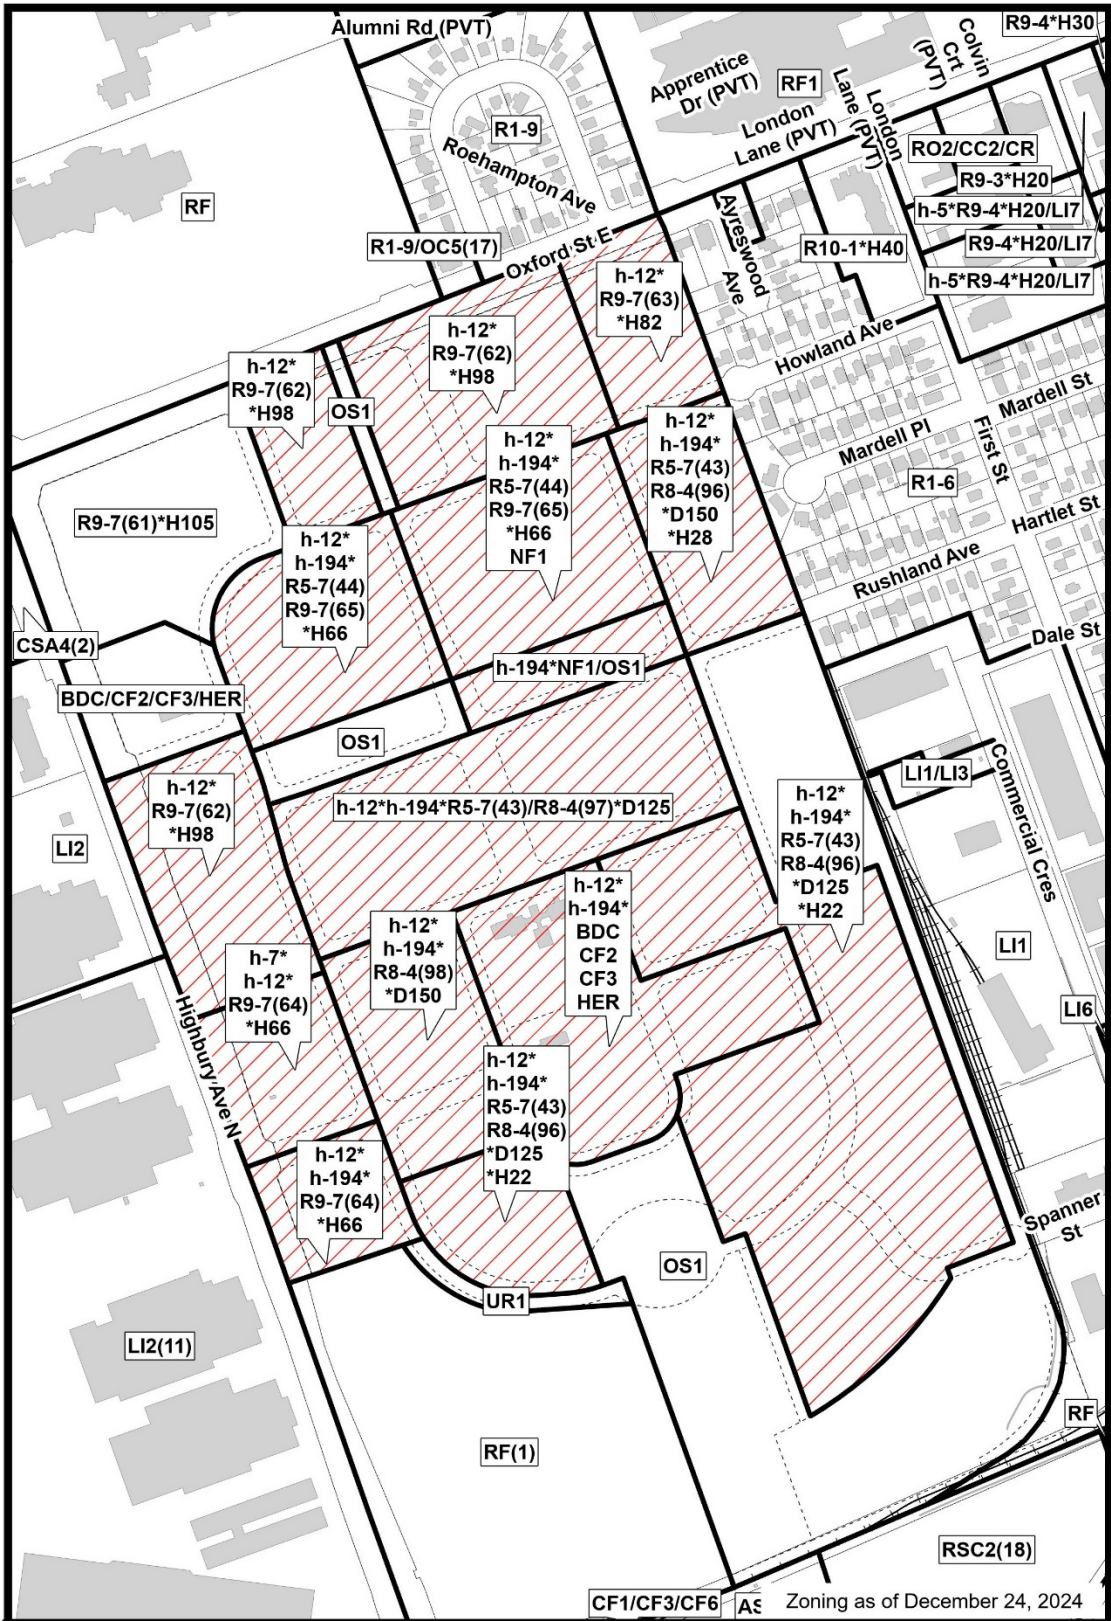 Alumni Rd (PVT)
R9-4*H30
Colvin
Crt
(PVT)
Apprentice
Dr (PVT)
RF1
London
Lane (PVT)
London
Lane (PVT)
R1-9
Roehampton Ave
RO2/CC2/CR
R9-3*H20
h-5*R9-4*H20/LI7
R9-4*H20/LI7
h-5*R9-4*H20/LI7
RF
R1-9/OC5(17)
Oxford St E
Ayreswood
Ave
R10-1*H40
h-12*
R9-7(63)
*H82
h-12*
R9-7(62)
*H98
h-12*
R9-7(62)
*H98
OS1
Howland Ave
Mardell St
Mardell Pl
First St
R1-6
Hartlet St
Rushland Ave
Dale St
h-12*
h-194*
R5-7(44)
R9-7(65)
*H66
NF1
h-12*
h-194*
R5-7(43)
R8-4(96)
*D150
*H28
R9-7(61)*H105
h-12*
h-194*
R5-7(44)
R9-7(65)
*H66
CSA4(2)
BDC/CF2/CF3/HER
h-194*NF1/OS1
OS1
h-12*
R9-7(62)
*H98
h-12*h-194*R5-7(43)/R8-4(97)*D125
LI1/LI3
Commercial Cres
h-12*
h-194*
R5-7(43)
R8-4(96)
*D125
*H22
LI2
h-12*
h-194*
BDC
CF2
CF3
HER
h-12*
h-194*
R8-4(98)
*D150
h-7*
h-12*
R9-7(64)
*H66
LI1
LI6
Highbury Ave N
h-12*
h-194*
R5-7(43)
R8-4(96)
*D125
*H22
h-12*
h-194*
R9-7(64)
*H66
Spanner
St
OS1
UR1
LI2(11)
RF
RF(1)
RSC2(18)
CF1/CF3/CF6
AS
Zoning as of December 24, 2024